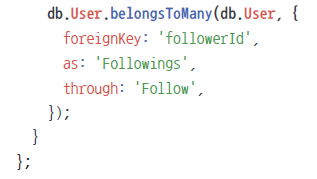 db.User.belongsToMany(db.User, {
foreignKey: 'followerId',
as: 'Followings',
through: 'Follow',
});
}
};